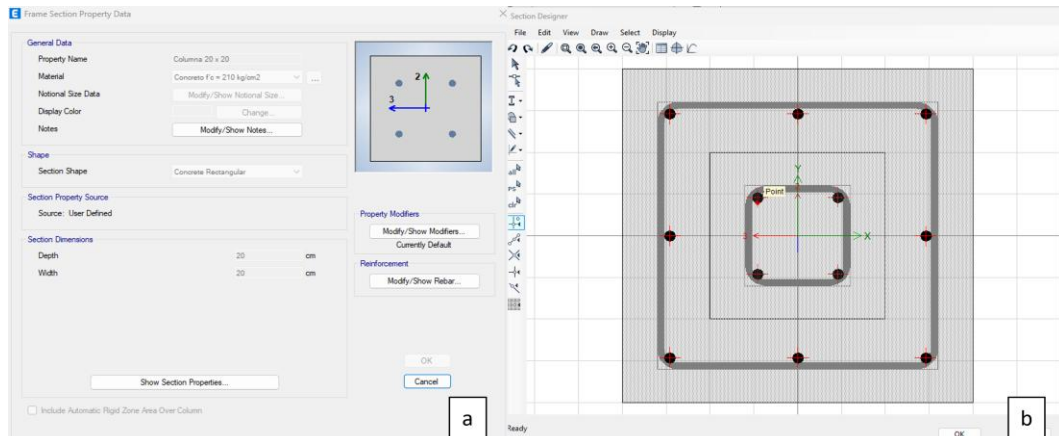 Frame Section Property Data
General Data
Property Name
Columna 20 x 20
Material
Concreto f'c = 210 kg/cm2
...
Notional Size Data
Modify/Show Notional Size...
Display Color
Change...
Notes
Modify/Show Notes...
Shape
Section Shape
Concrete Rectangular
Section Property Source
Source: User Defined
Section Dimensions
Depth
20
cm
Width
20
cm
Show Section Properties...
Include Automatic Rigid Zone Area Over Column
2
3
Property Modifiers
Modify/Show Modifiers...
Currently Default
Reinforcement
Modify/Show Rebar...
OK
Cancel
a
Section Designer
File Edit View Draw Select Display
all
PS
clr
Y
Point
3
X
Ready
OK
b